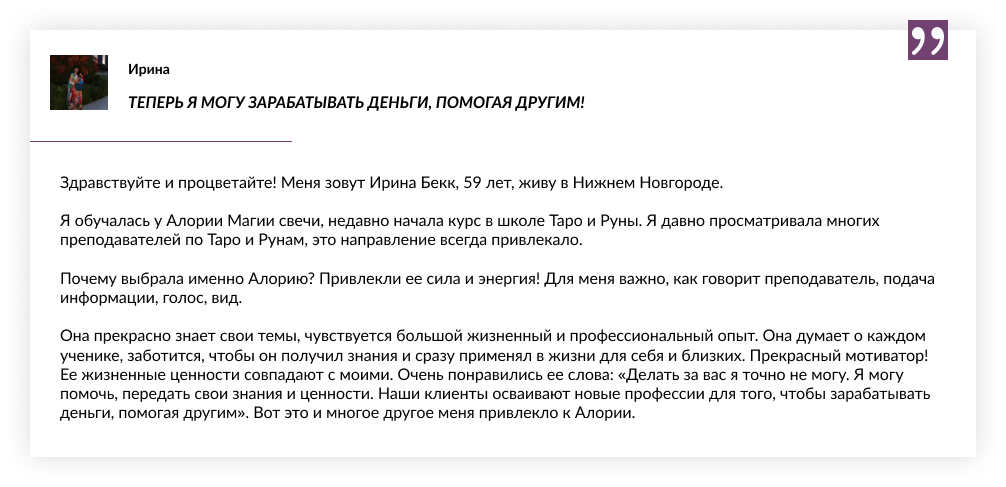 Ирина
ТЕПЕРЬ Я МОГУ ЗАРАБАТЫВАТЬ ДЕНЬГИ, ПОМОГАЯ ДРУГИМ!
Здравствуйте и процветайте! Меня зовут Ирина Бекк, 59 лет, живу в Нижнем Новгороде.
Я обучалась у Алории Магии свечи, недавно начала курс в школе Таро и Руны. Я давно просматривала многих
преподавателей по Таро и Рунам, это направление всегда привлекало.
Почему выбрала именно Алорию? Привлекли ее сила и энергия! Для меня важно, как говорит преподаватель, подача
информации, голос, вид.
Она прекрасно знает свои темы, чувствуется большой жизненный и профессиональный опыт. Она думает о каждом
ученике, заботится, чтобы он получил знания и сразу применял в жизни для себя и близких. Прекрасный мотиватор!
Ее жизненные ценности совпадают с моими. Очень понравились ее слова: «Делать за вас я точно не могу. Я могу
помочь, передать свои знания и ценности. Наши клиенты осваивают новые профессии для того, чтобы зарабатывать
деньги, помогая другим». Вот это и многое другое меня привлекло к Алории.